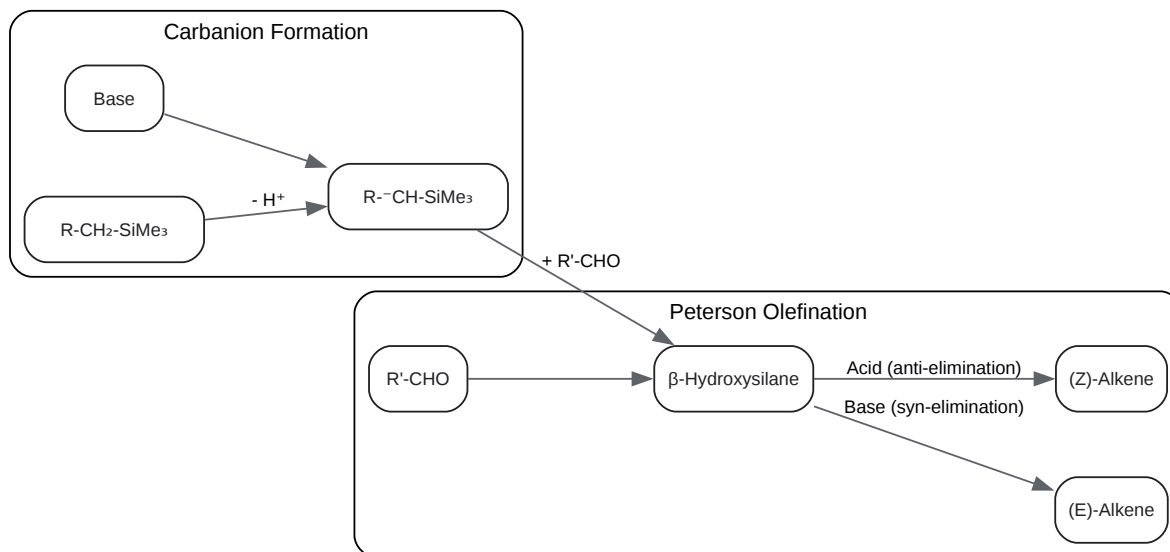 Carbanion Formation
Base
R-CH₂-SiMe₃
- H⁺
R-⁻CH-SiMe₃
+ R'-CHO
Peterson Olefination
R'-CHO
β-Hydroxysilane
Acid (anti-elimination)
(Z)-Alkene
Base (syn-elimination)
(E)-Alkene